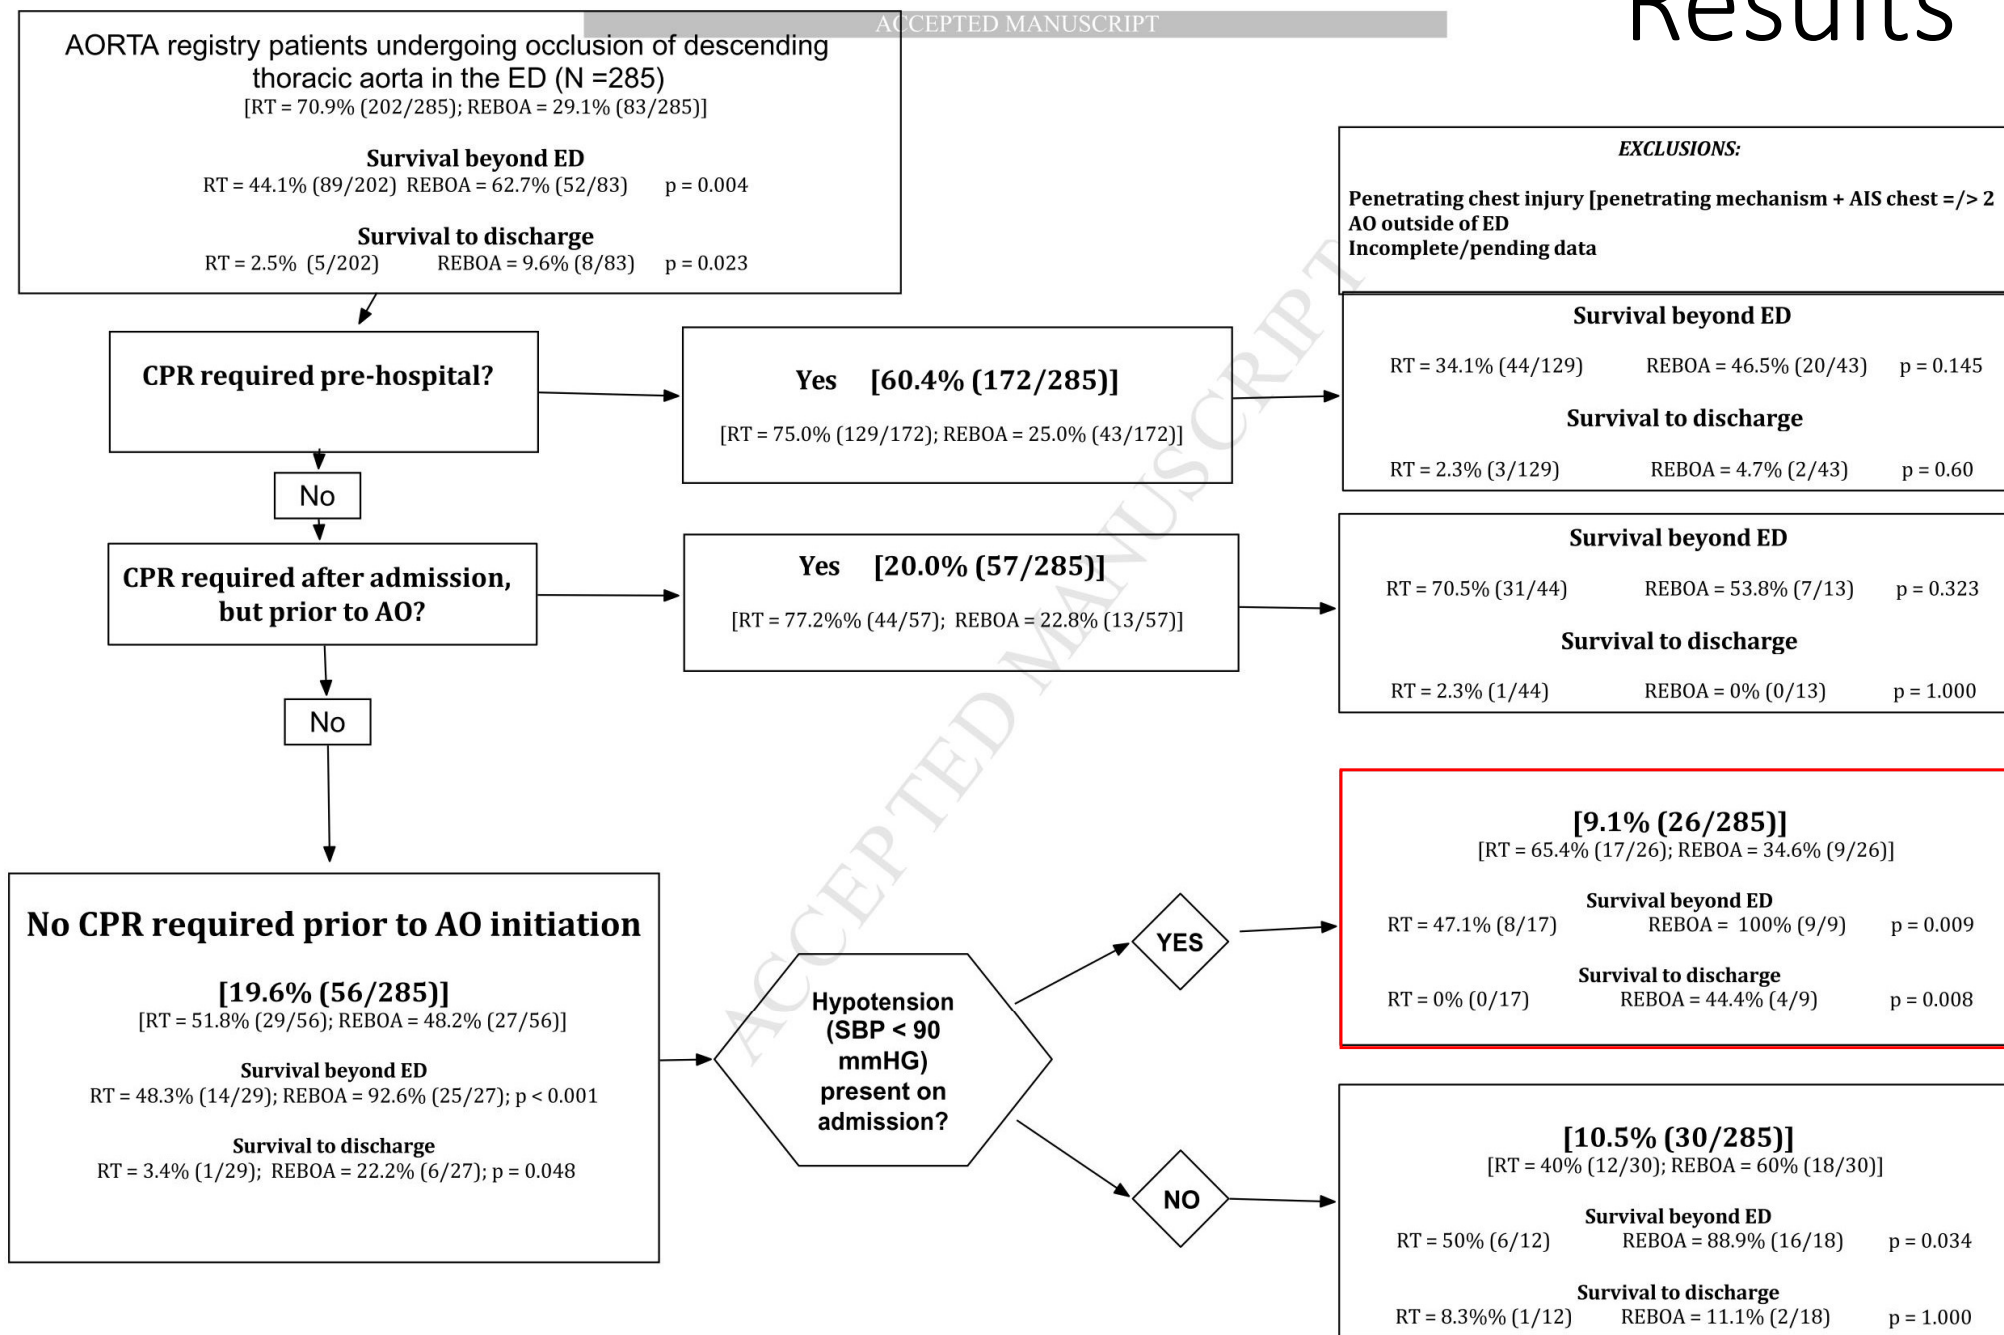 Results
ACCEPTED MANUSCRIPT
AORTA registry patients undergoing occlusion of descending
thoracic aorta in the ED (N =285)
[RT = 70.9% (202/285); REBOA = 29.1% (83/285)]
Survival beyond ED
RT = 44.1% (89/202) REBOA = 62.7% (52/83) p = 0.004
Survival to discharge
RT = 2.5% (5/202) REBOA = 9.6% (8/83) p = 0.023
EXCLUSIONS:
Penetrating chest injury [penetrating mechanism + AIS chest =/> 2
AO outside of ED
Incomplete/pending data
CPR required pre-hospital?
Yes [60.4% (172/285)]
[RT = 75.0% (129/172); REBOA = 25.0% (43/172)]
Survival beyond ED
RT = 34.1% (44/129) REBOA = 46.5% (20/43) p = 0.145
Survival to discharge
RT = 2.3% (3/129) REBOA = 4.7% (2/43) p = 0.60
No
CPR required after admission,
but prior to AO?
Yes [20.0% (57/285)]
[RT = 77.2%% (44/57); REBOA = 22.8% (13/57)]
Survival beyond ED
RT = 70.5% (31/44) REBOA = 53.8% (7/13) p = 0.323
Survival to discharge
RT = 2.3% (1/44) REBOA = 0% (0/13) p = 1.000
No
No CPR required prior to AO initiation
[19.6% (56/285)]
[RT = 51.8% (29/56); REBOA = 48.2% (27/56)]
Survival beyond ED
RT = 48.3% (14/29); REBOA = 92.6% (25/27); p < 0.001
Survival to discharge
RT = 3.4% (1/29); REBOA = 22.2% (6/27); p = 0.048
Hypotension
(SBP < 90
mmHG)
present on
admission?
YES
[9.1% (26/285)]
[RT = 65.4% (17/26); REBOA = 34.6% (9/26)]
Survival beyond ED
RT = 47.1% (8/17) REBOA = 100% (9/9) p = 0.009
Survival to discharge
RT = 0% (0/17) REBOA = 44.4% (4/9) p = 0.008
NO
[10.5% (30/285)]
[RT = 40% (12/30); REBOA = 60% (18/30)]
Survival beyond ED
RT = 50% (6/12) REBOA = 88.9% (16/18) p = 0.034
Survival to discharge
RT = 8.3%% (1/12) REBOA = 11.1% (2/18) p = 1.000
ACCEPTED MANUSCRIPT